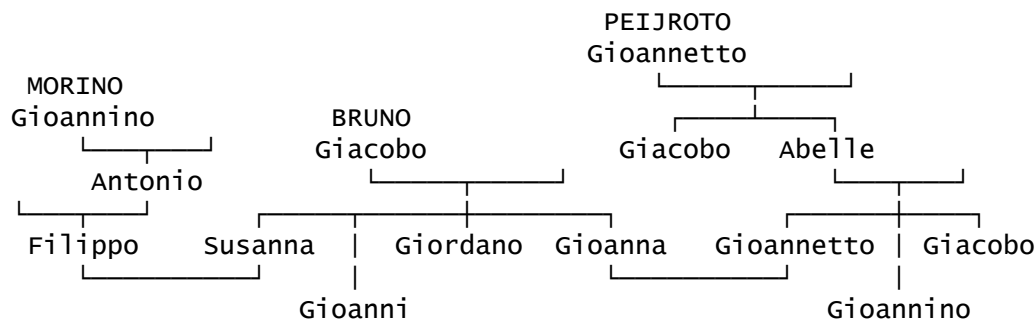 PEIJROTO
Gioannetto
MORINO
Gioannino BRUNO
Giacobo Giacobo Abelle
Antonio
Filippo Susanna Giordano Gioanna Gioannetto Giacobo
Gioanni Gioannino